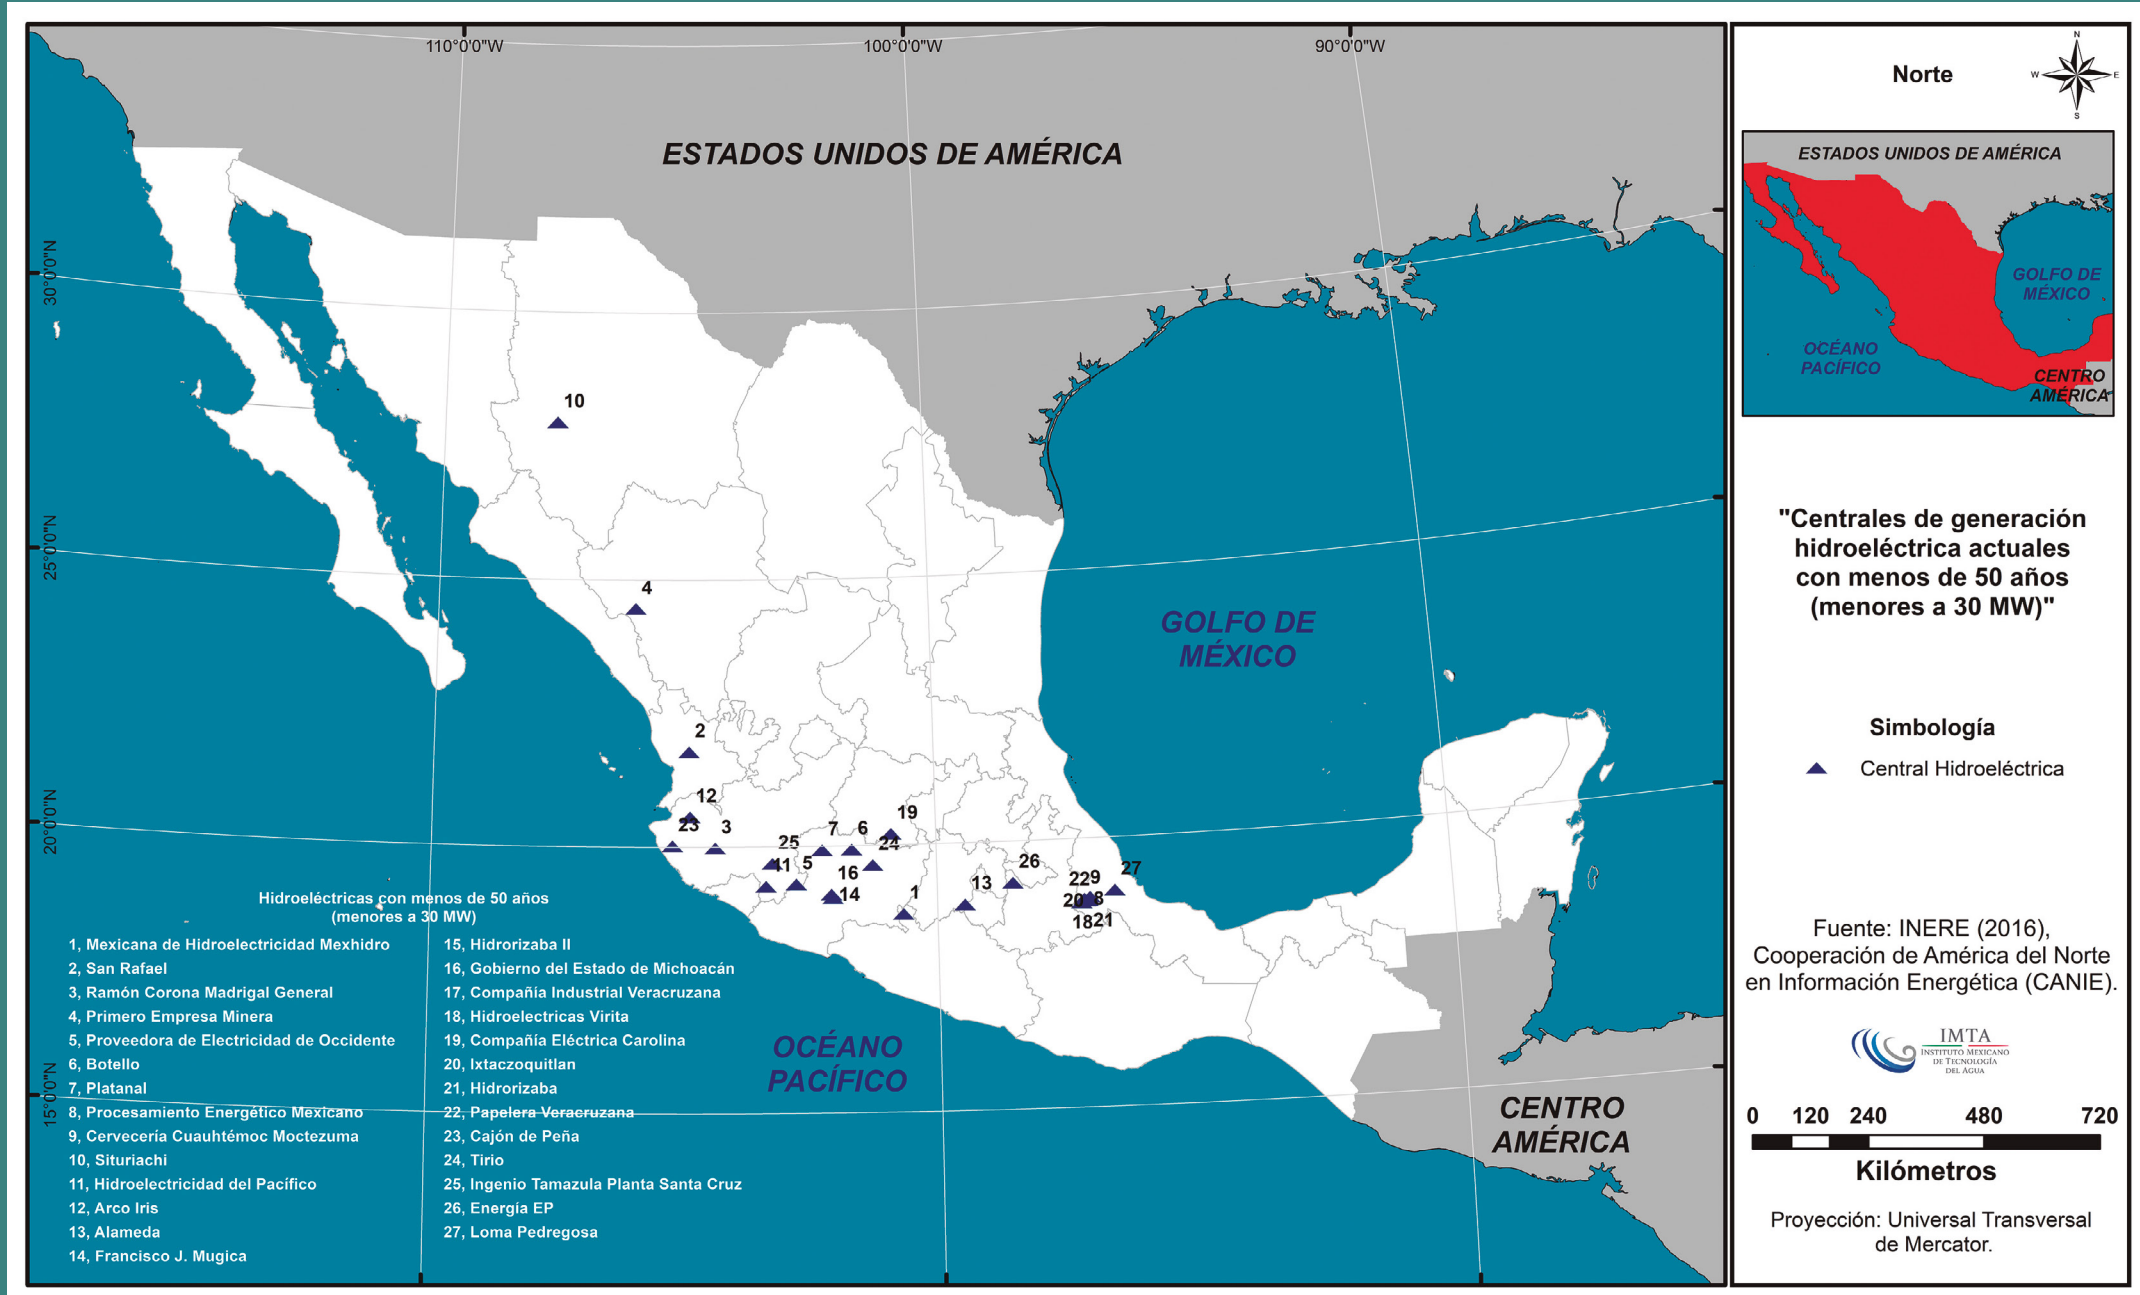 110°0'0"W
100°0'0"W
90°0'0"W
30°0'0"N
25°0'0"N
20°0'0"N
15°0'0"N
ESTADOS UNIDOS DE AMÉRICA
GOLFO DE
MÉXICO
OCÉANO
PACÍFICO
CENTRO
AMÉRICA
10
4
2
12
23
3
25
7
6
19
24
11
5
16
14
1
13
26
22
9
27
20
8
18
21
Hidroeléctricas con menos de 50 años
(menores a 30 MW)
1, Mexicana de Hidroelectricidad Mexhidro
2, San Rafael
3, Ramón Corona Madrigal General
4, Primero Empresa Minera
5, Proveedora de Electricidad de Occidente
6, Botello
7, Platanal
8, Procesamiento Energético Mexicano
9, Cervecería Cuauhtémoc Moctezuma
10, Situriachi
11, Hidroelectricidad del Pacífico
12, Arco Iris
13, Alameda
14, Francisco J. Mugica
15, Hidrorizaba II
16, Gobierno del Estado de Michoacán
17, Compañía Industrial Veracruzana
18, Hidroelectricas Virita
19, Compañía Eléctrica Carolina
20, Ixtaczoquitlan
21, Hidrorizaba
22, Papelera Veracruzana
23, Cajón de Peña
24, Tirio
25, Ingenio Tamazula Planta Santa Cruz
26, Energía EP
27, Loma Pedregosa
Norte
N
W
E
S
ESTADOS UNIDOS DE AMÉRICA
GOLFO DE
MÉXICO
OCÉANO
PACÍFICO
CENTRO
AMÉRICA
"Centrales de generación
hidroeléctrica actuales
con menos de 50 años
(menores a 30 MW)"
Simbología
Central Hidroeléctrica
Fuente: INERE (2016),
Cooperación de América del Norte
en Información Energética (CANIE).
IMTA
INSTITUTO MEXICANO
DE TECNOLOGÍA
DEL AGUA
0 120 240 480 720
Kilómetros
Proyección: Universal Transversal
de Mercator.